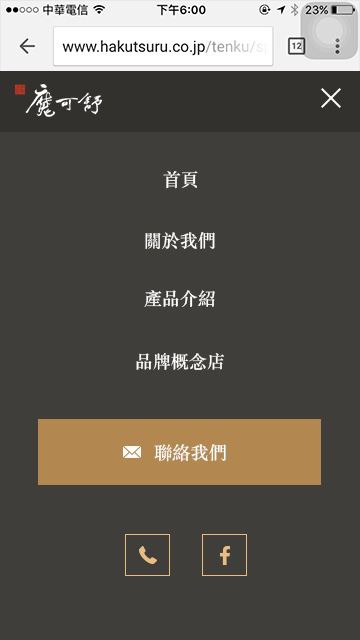 中華電信 下午6:00 23%
www.hakutsuru.co.jp/tenku/s 12
魔可舒
首頁
關於我們
產品介紹
品牌概念店
聯絡我們